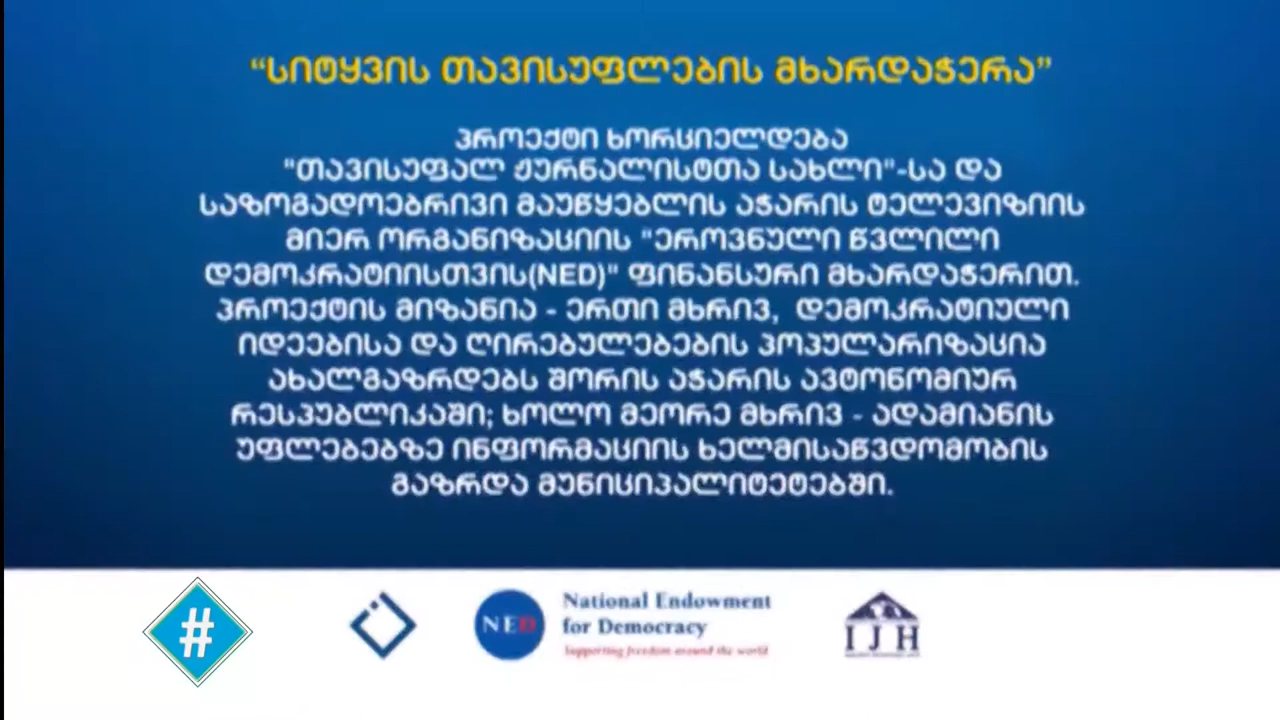 “სიტყვის თავისუფლების მხარდაჭერა”
პროექტი ხორციელდება
"თავისუფალ ჟურნალისტთა სახლი"-სა და
საზოგადოებრივი მაუწყებლის აჭარის ტელევიზიის
მიერ ორგანიზაციის "ეროვნული წვლილი
დემოკრატიისთვის(NED)" ფინანსური მხარდაჭერით.
პროექტის მიზანია - ერთი მხრივ, დემოკრატიული
იდეებისა და ღირებულებების პოპულარიზაცია
ახალგაზრდებს შორის აჭარის ავტონომიურ
რესპუბლიკაში; ხოლო მეორე მხრივ - ადამიანის
უფლებებზე ინფორმაციის ხელმისაწვდომობის
გაზრდა მუნიციპალიტეტებში.
#
NED
National Endowment
for Democracy
Supporting freedom around the world
IJH